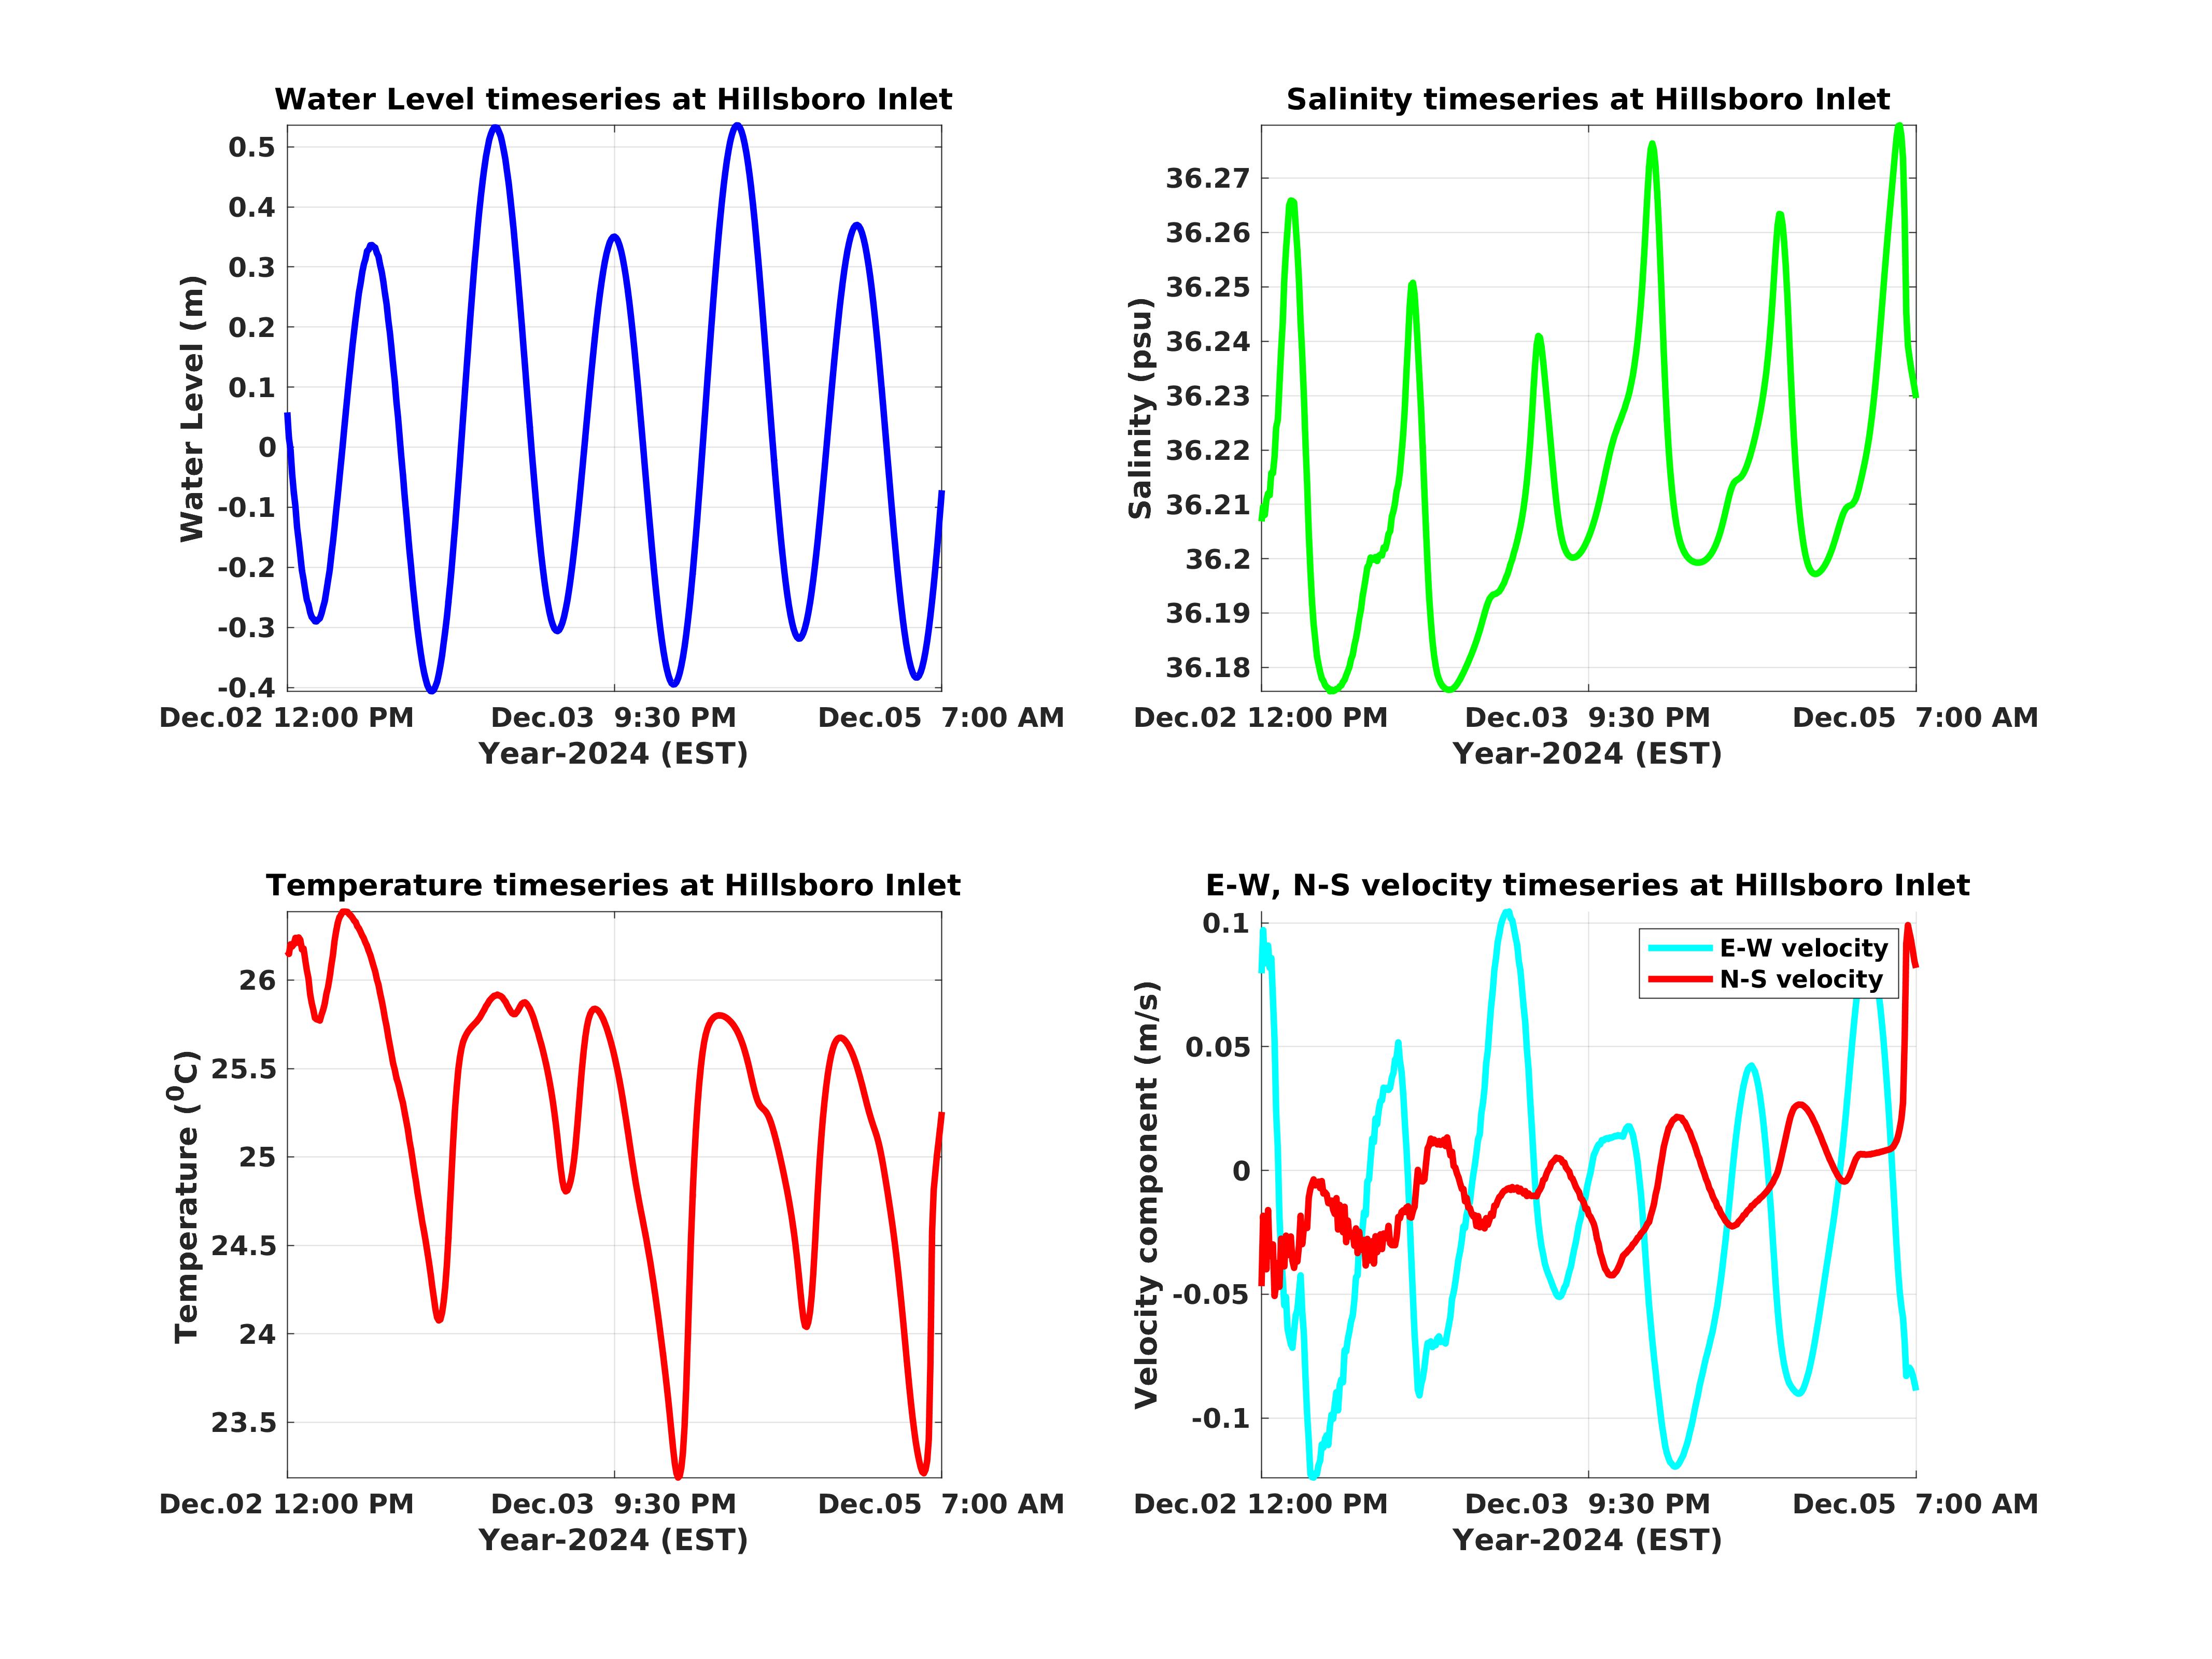 Water Level timeseries at Hillsboro Inlet
0.5
0.4
0.3
0.2
0.1
0
-0.1
-0.2
-0.3
-0.4
Water Level (m)
Dec.02 12:00 PM Dec.03 9:30 PM Dec.05 7:00 AM
Year-2024 (EST)
Salinity timeseries at Hillsboro Inlet
36.27
36.26
36.25
36.24
36.23
36.22
36.21
36.2
36.19
36.18
Salinity (psu)
Dec.02 12:00 PM Dec.03 9:30 PM Dec.05 7:00 AM
Year-2024 (EST)
Temperature timeseries at Hillsboro Inlet
26
25.5
25
24.5
24
23.5
Temperature (⁰C)
Dec.02 12:00 PM Dec.03 9:30 PM Dec.05 7:00 AM
Year-2024 (EST)
E-W, N-S velocity timeseries at Hillsboro Inlet
E-W velocity
N-S velocity
0.1
0.05
0
-0.05
-0.1
Velocity component (m/s)
Dec.02 12:00 PM Dec.03 9:30 PM Dec.05 7:00 AM
Year-2024 (EST)